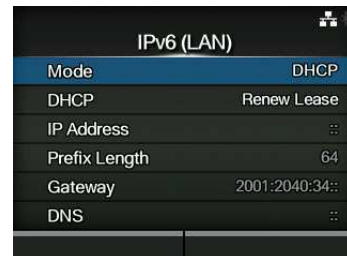 IPv6 (LAN)
Mode DHCP
DHCP Renew Lease
IP Address ::
Prefix Length 64
Gateway 2001:2040:34::
DNS ::